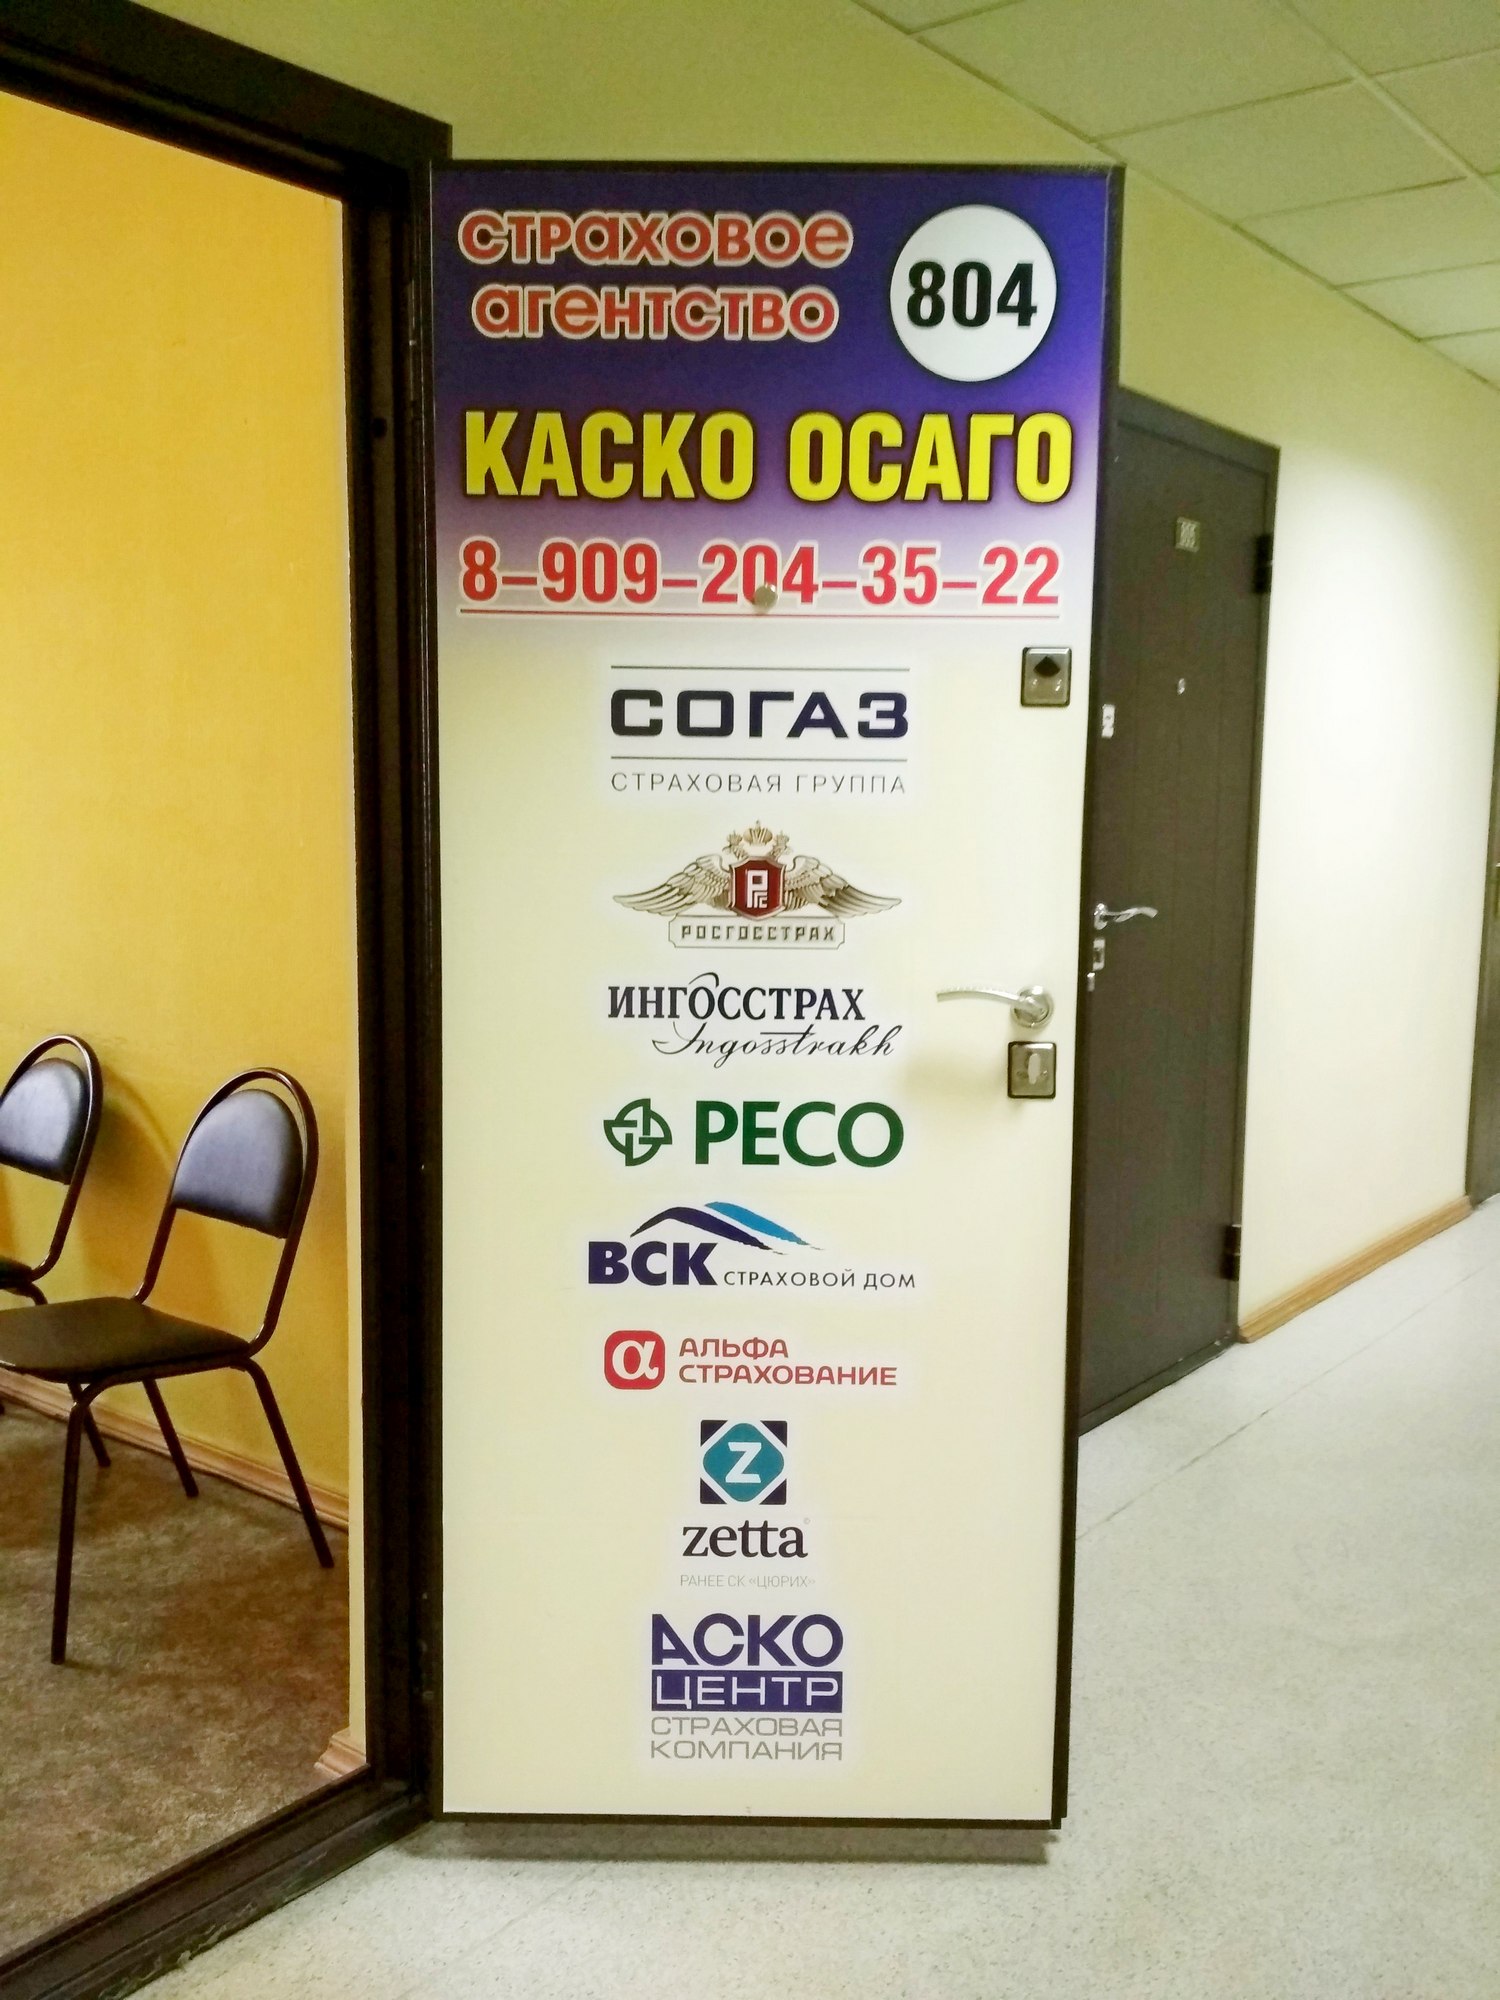 страховое
агентство
804
КАСКО ОСАГО
8-909-204-35-22
СОГАЗ
СТРАХОВАЯ ГРУППА
РГС
РОСГОССТРАХ
ИНГОССТРАХ
Ingosstrakh
РЕСО
ВСК СТРАХОВОЙ ДОМ
α АЛЬФА
СТРАХОВАНИЕ
Z
zetta
РАНЕЕ СК «ЦЮРИХ»
АСКО
ЦЕНТР
СТРАХОВАЯ
КОМПАНИЯ